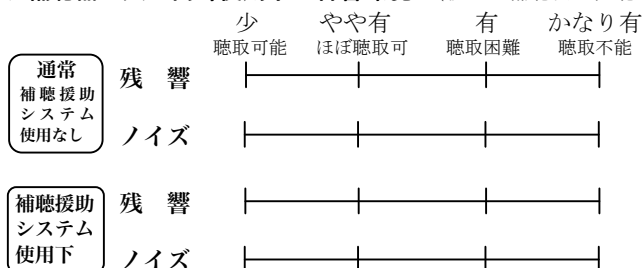 少 やや有 有 かなり有
聴取可能 ほぼ聴取可 聴取困難 聴取不能
通常
補聴援助
システム
使用なし
残 響
ノイズ
補聴援助
システム
使用下
残 響
ノイズ